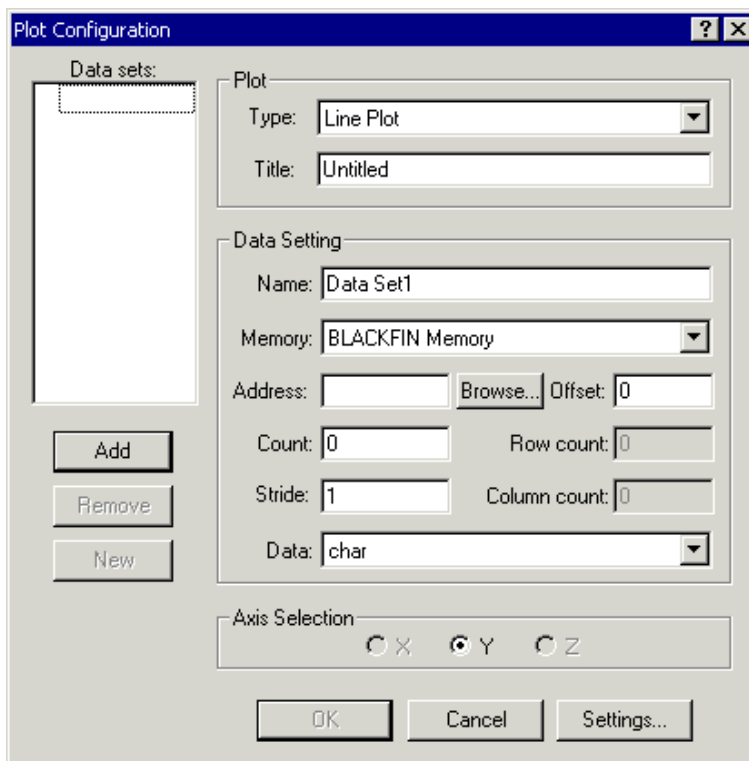 Plot Configuration
Data sets:
Add
Remove
New
Plot
Type: Line Plot
Title: Untitled
Data Setting
Name: Data Set1
Memory: BLACKFIN Memory
Address: Browse... Offset: 0
Count: 0 Row count: 0
Stride: 1 Column count: 0
Data: char
Axis Selection
X Y Z
OK Cancel Settings...